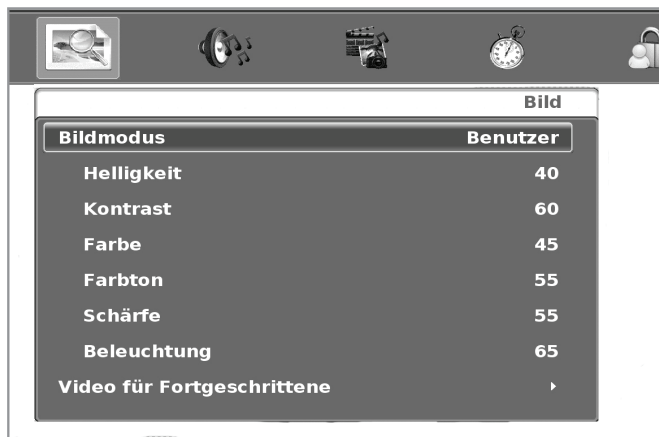 Bild
Bildmodus Benutzer
Helligkeit 40
Kontrast 60
Farbe 45
Farbton 55
Schärfe 55
Beleuchtung 65
Video für Fortgeschrittene